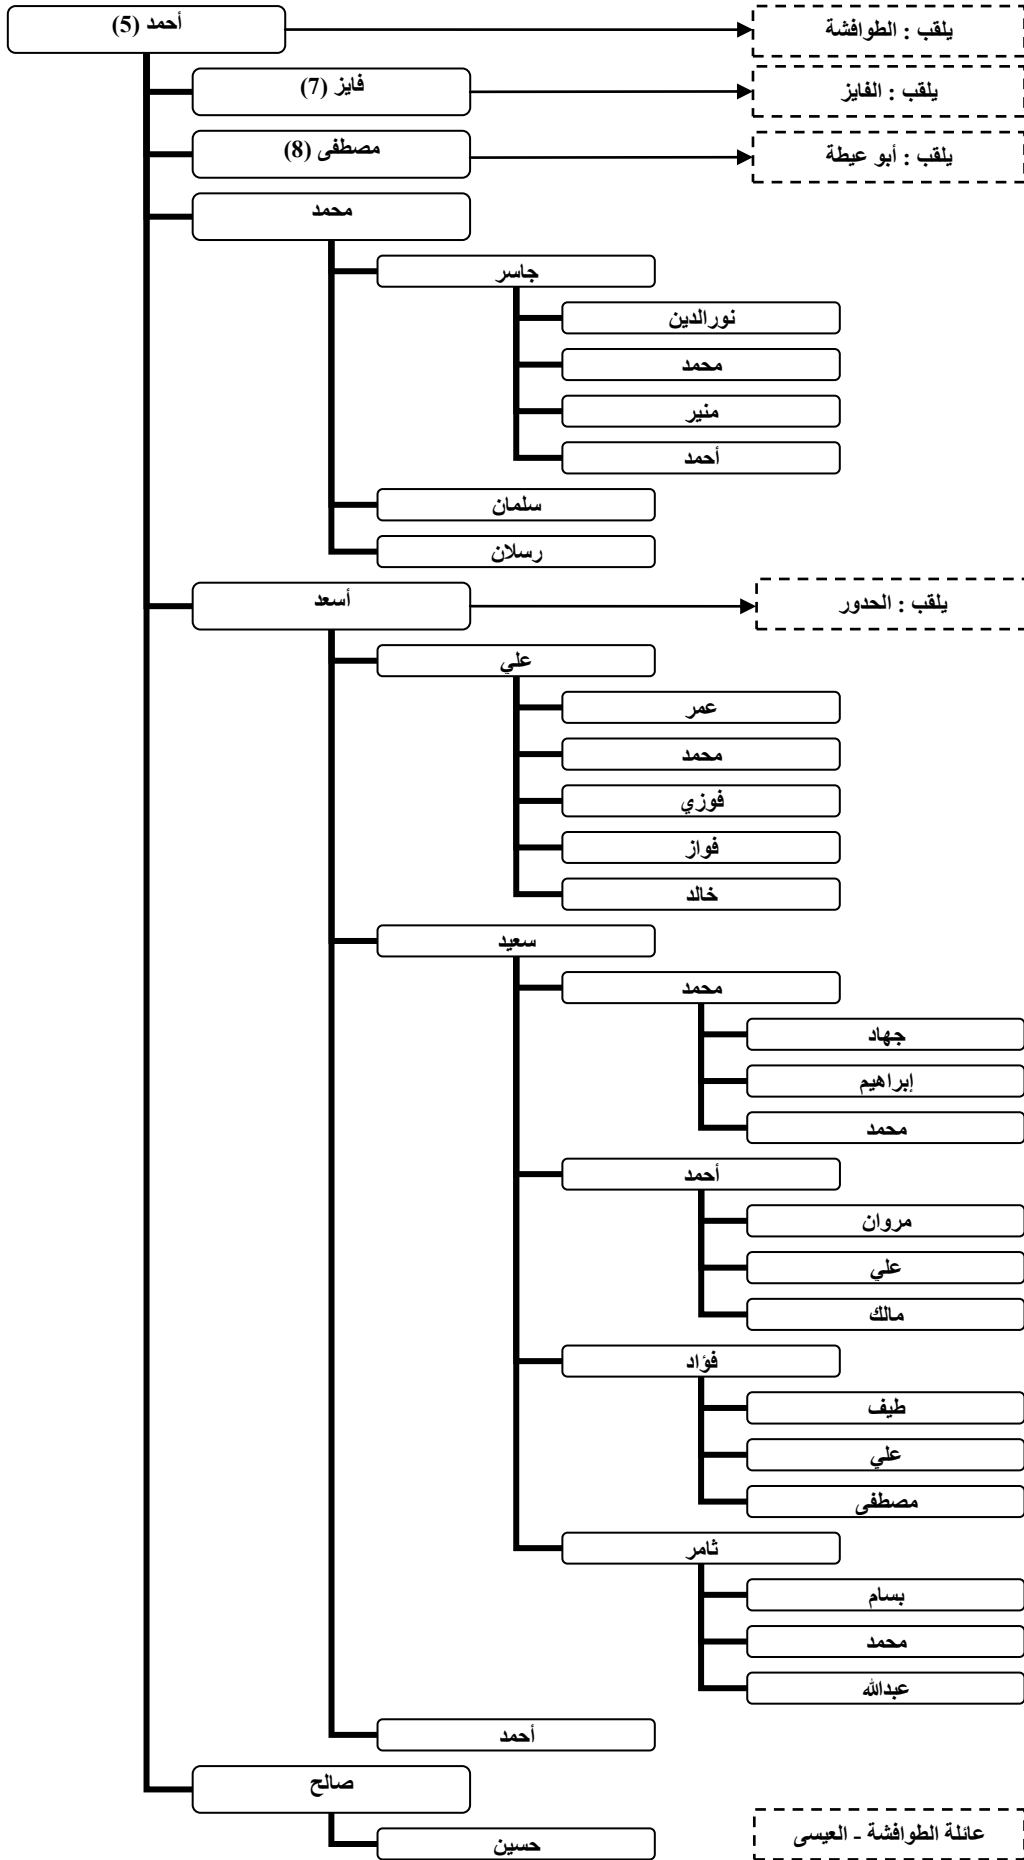 أحمد (5)
يلقب : الطوافشة
فايز (7)
يلقب : الفايز
مصطفى (8)
يلقب : أبو عيطة
محمد
جاسر
نورالدين
محمد
منير
أحمد
سلمان
رسلان
أسعد
يلقب : الحدور
علي
عمر
محمد
فوزي
فواز
خالد
سعيد
محمد
جهاد
إبراهيم
محمد
أحمد
مروان
علي
مالك
فؤاد
طيف
علي
مصطفى
ثامر
بسام
محمد
عبدالله
أحمد
صالح
حسين
عائلة الطوافشة - العيسى